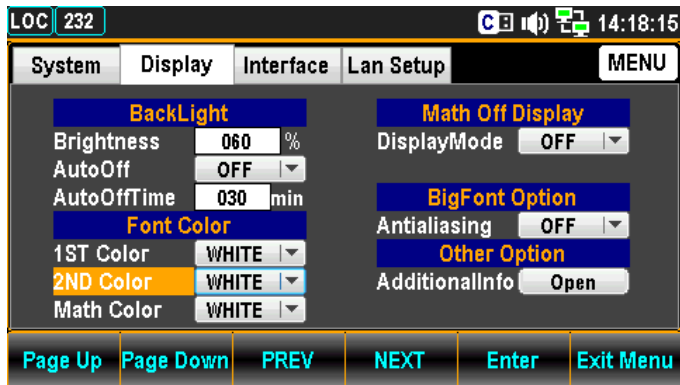 LOC 232 C 14:18:15
System Display Interface Lan Setup MENU
BackLight
Brightness 060 %
AutoOff OFF
AutoOffTime 030 min
Font Color
1ST Color WHITE
2ND Color WHITE
Math Color WHITE
Math Off Display
DisplayMode OFF
BigFont Option
Antialiasing OFF
Other Option
AdditionalInfo Open
Page Up Page Down PREV NEXT Enter Exit Menu